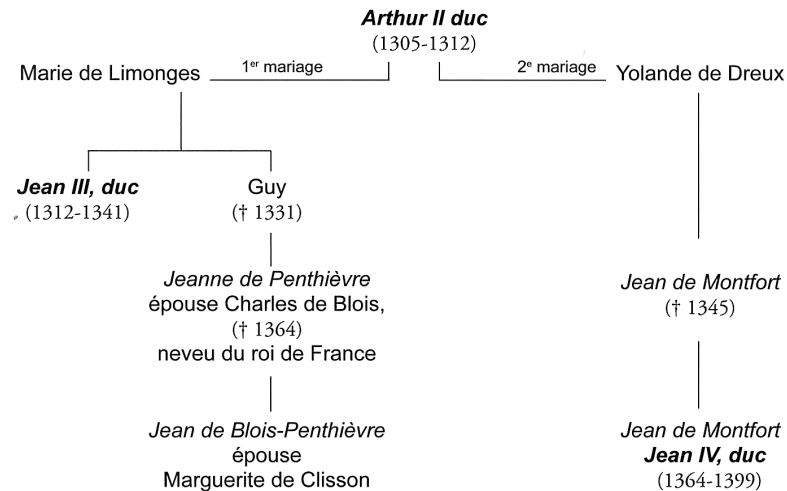 Arthur II duc
(1305-1312)
Marie de Limonges
1er mariage
2e mariage
Yolande de Dreux
Jean III, duc
(1312-1341)
Guy
(† 1331)
Jeanne de Penthièvre
épouse Charles de Blois,
(† 1364)
neveu du roi de France
Jean de Montfort
(† 1345)
Jean de Blois-Penthièvre
épouse
Marguerite de Clisson
Jean de Montfort
Jean IV, duc
(1364-1399)